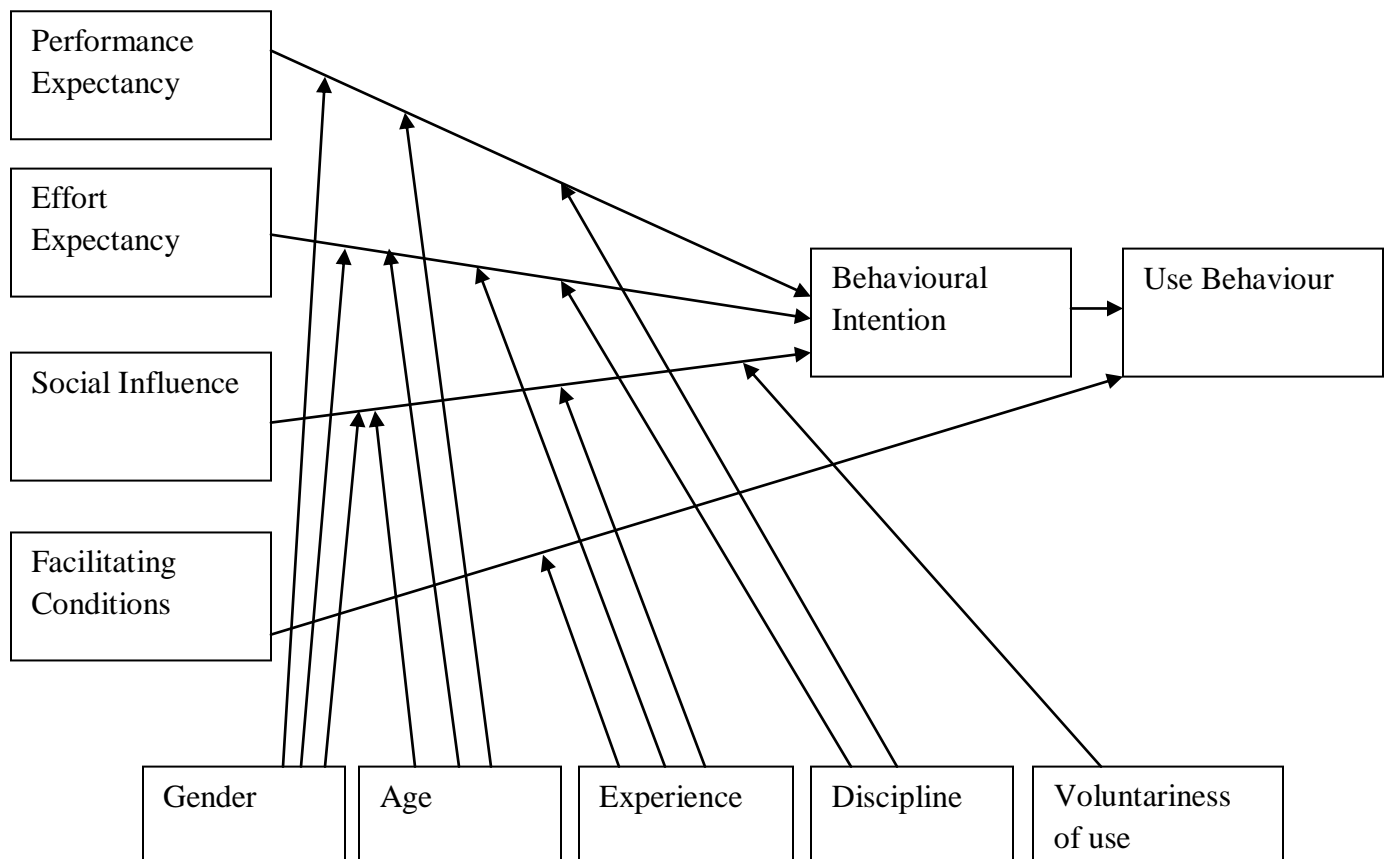 Performance
Expectancy
Effort
Expectancy
Behavioural
Intention
Use Behaviour
Social Influence
Facilitating
Conditions
Gender
Age
Experience
Discipline
Voluntariness
of use